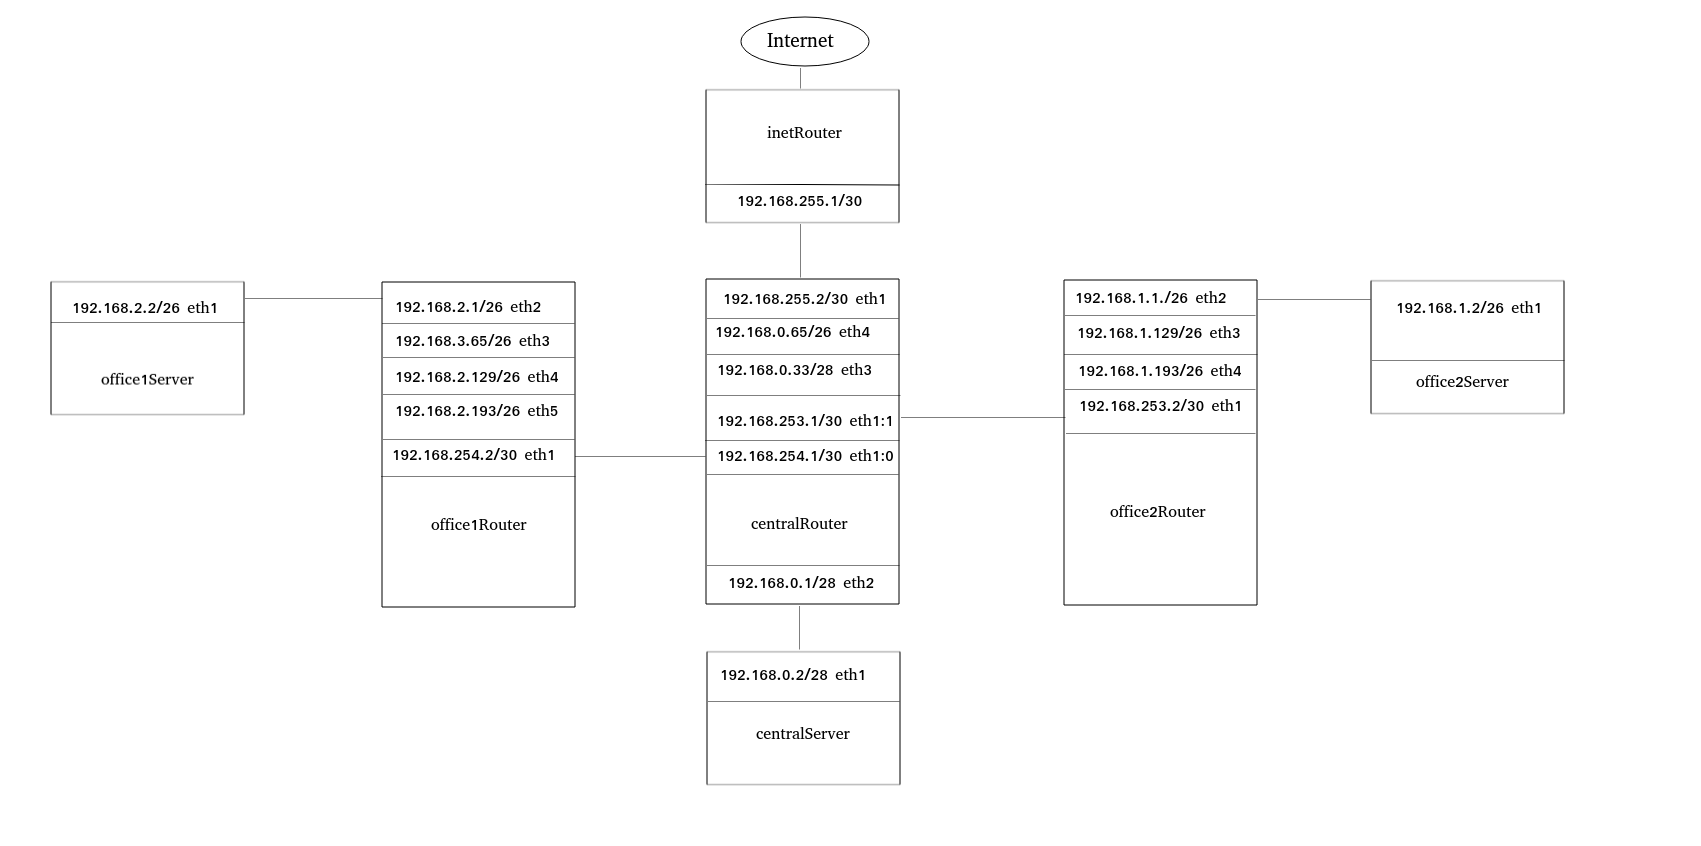 Internet
inetRouter
192.168.255.1/30
192.168.2.2/26 eth1
office1Server
192.168.2.1/26 eth2
192.168.3.65/26 eth3
192.168.2.129/26 eth4
192.168.2.193/26 eth5
192.168.254.2/30 eth1
office1Router
192.168.255.2/30 eth1
192.168.0.65/26 eth4
192.168.0.33/28 eth3
192.168.253.1/30 eth1:1
192.168.254.1/30 eth1:0
centralRouter
192.168.0.1/28 eth2
192.168.1.1./26 eth2
192.168.1.129/26 eth3
192.168.1.193/26 eth4
192.168.253.2/30 eth1
office2Router
192.168.1.2/26 eth1
office2Server
192.168.0.2/28 eth1
centralServer